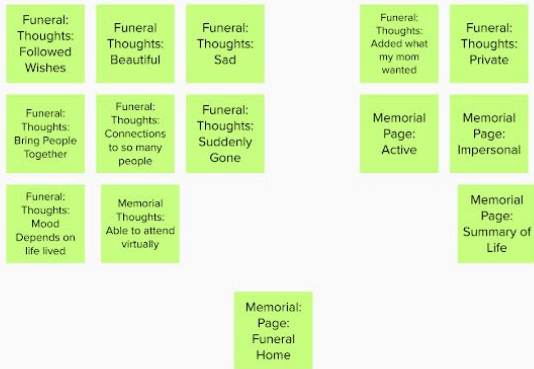 Funeral:
Thoughts:
Followed
Wishes
Funeral
Thoughts:
Beautiful
Funeral:
Thoughts:
Sad
Funeral:
Thoughts:
Added what
my mom
wanted
Funeral:
Thoughts:
Private
Funeral:
Thoughts:
Bring People
Together
Funeral:
Thoughts:
Connections
to so many
people
Funeral:
Thoughts:
Suddenly
Gone
Memorial
Page:
Active
Memorial
Page:
Impersonal
Funeral:
Thoughts:
Mood
Depends on
life lived
Memorial
Thoughts:
Able to attend
virtually
Memorial
Page:
Summary of
Life
Memorial:
Page:
Funeral
Home